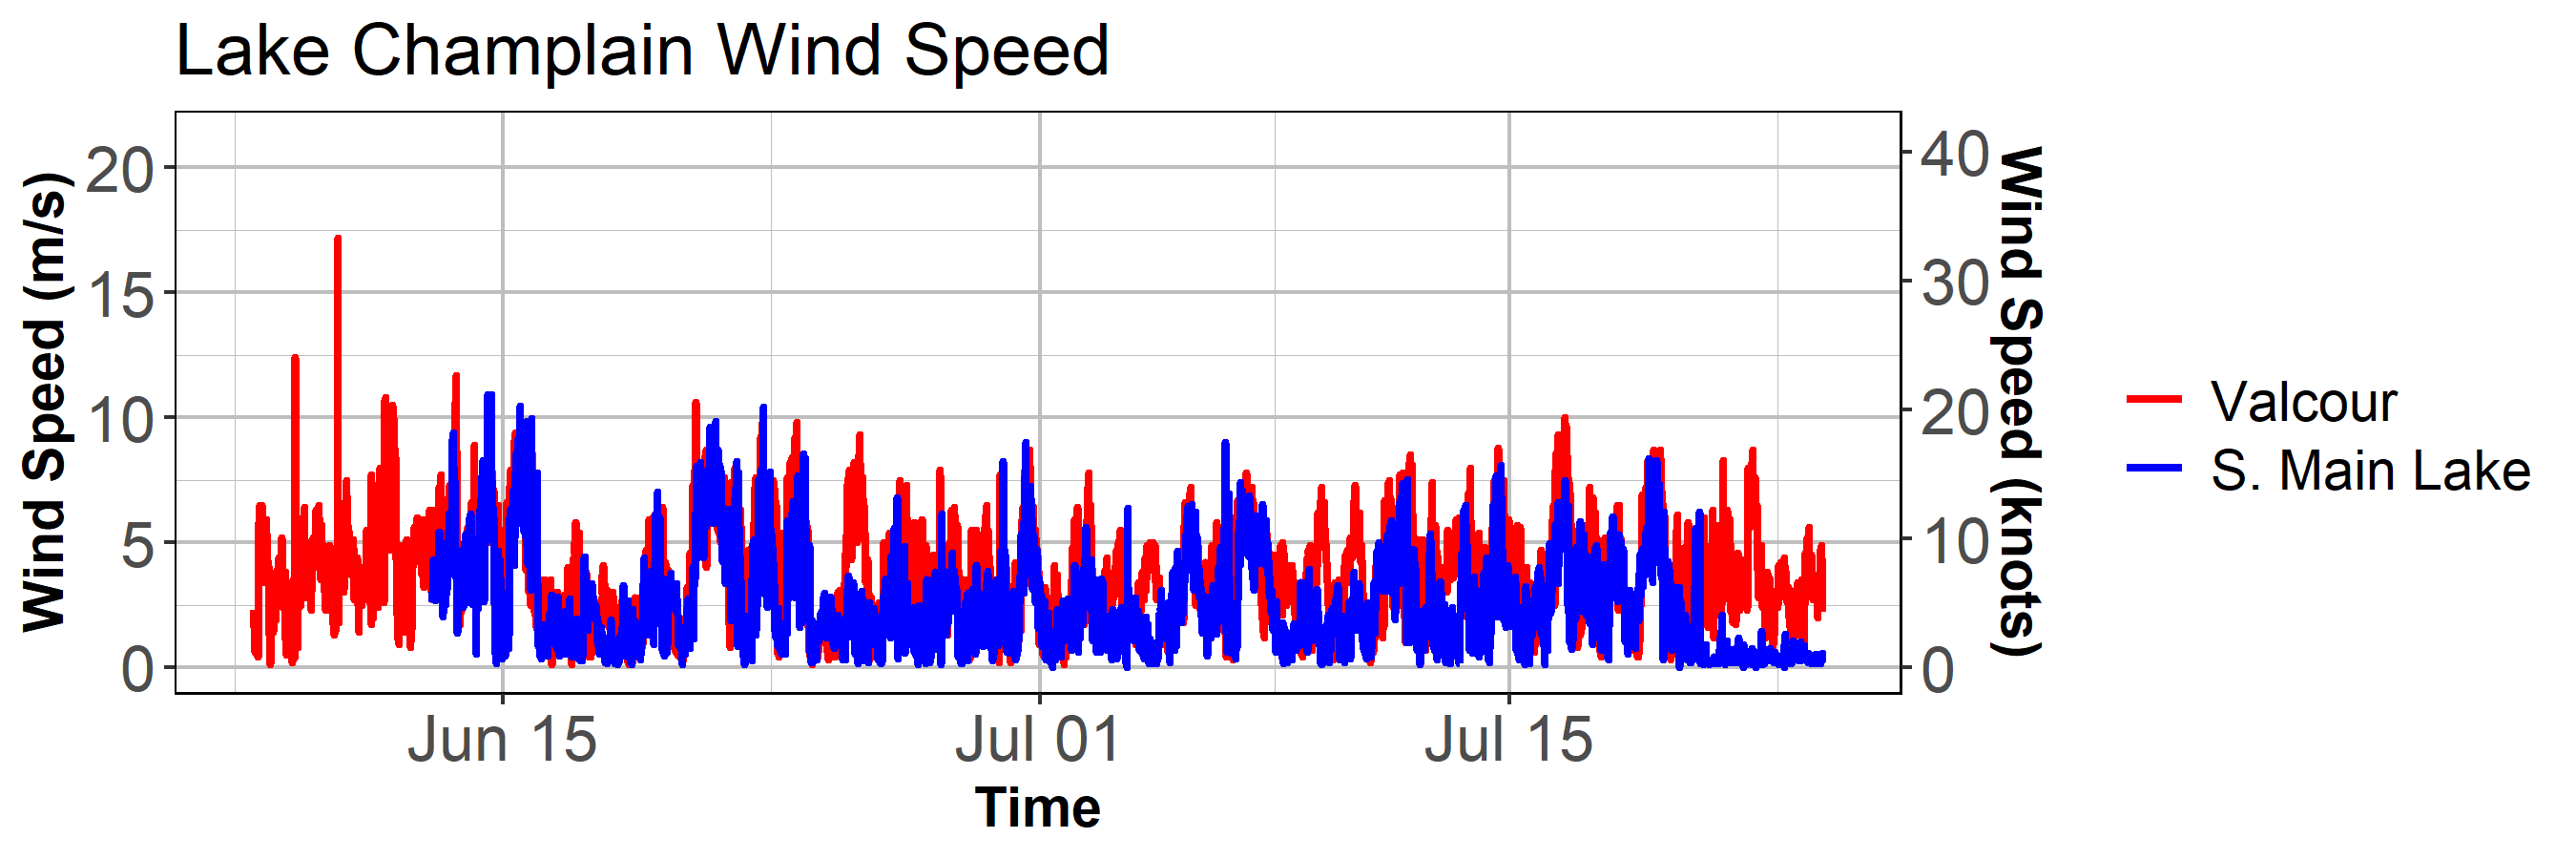 Lake Champlain Wind Speed
Wind Speed (m/s)
20
15
10
5
0
40
30
20
10
0
Wind Speed (knots)
Jun 15
Jul 01
Jul 15
Time
Valcour
S. Main Lake